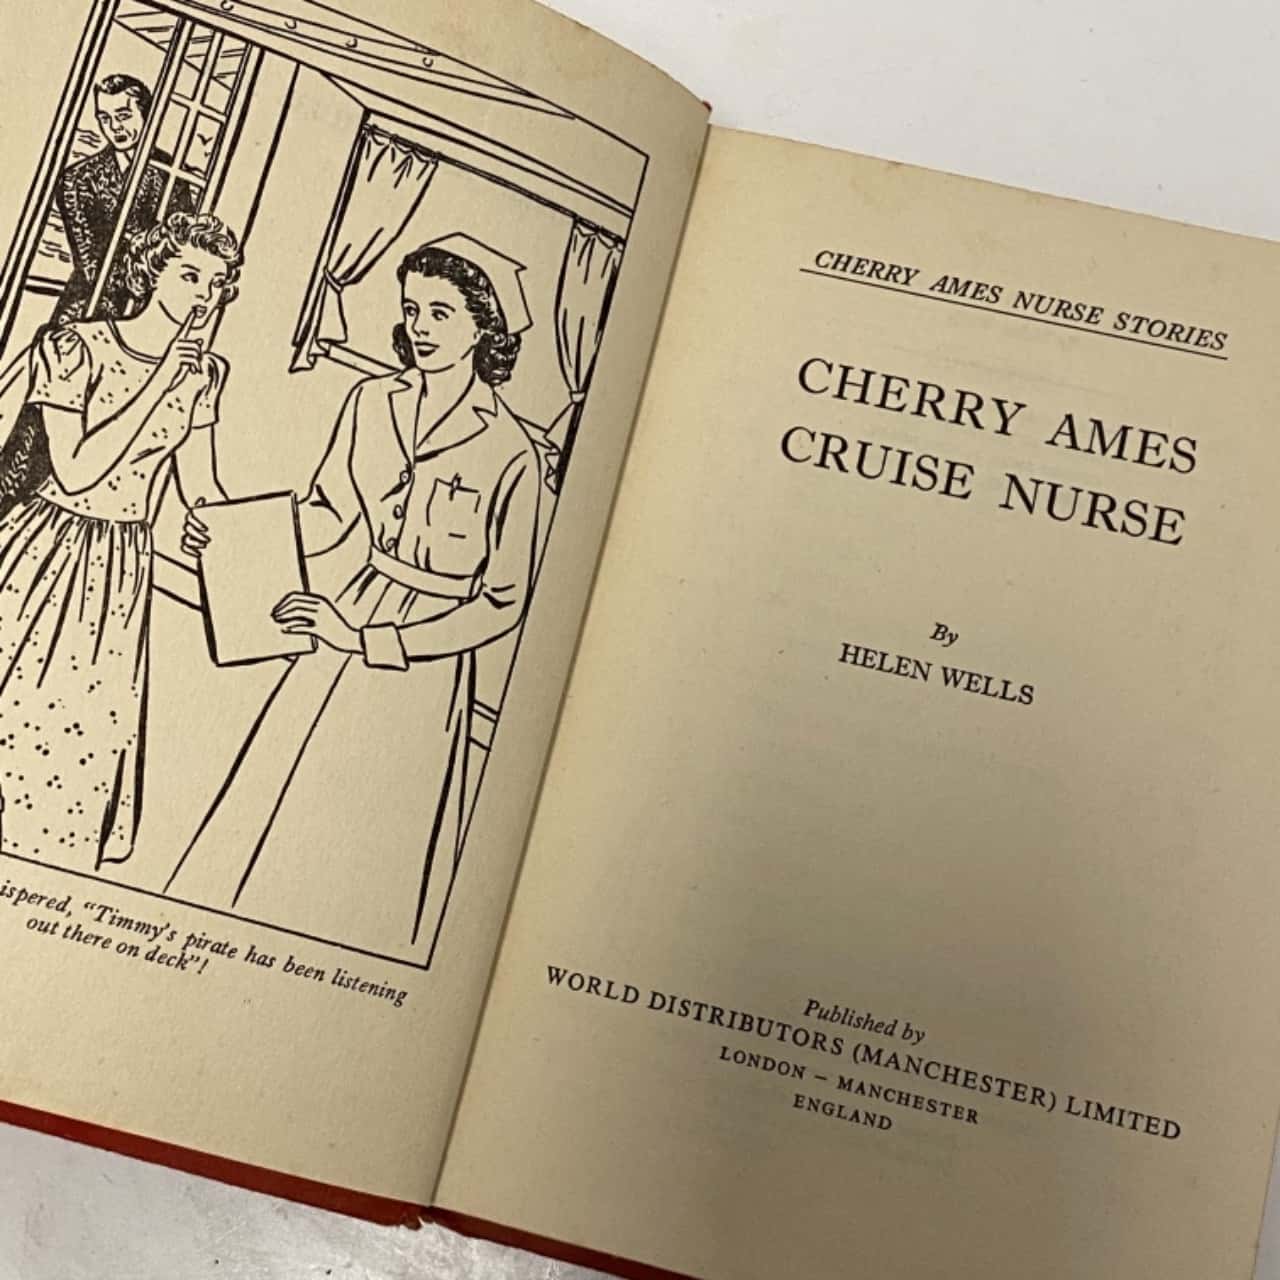 ispered, "Timmy's pirate has been listening
out there on deck"!
CHERRY AMES NURSE STORIES
CHERRY AMES
CRUISE NURSE
By
HELEN WELLS
Published by
WORLD DISTRIBUTORS (MANCHESTER) LIMITED
LONDON – MANCHESTER
ENGLAND